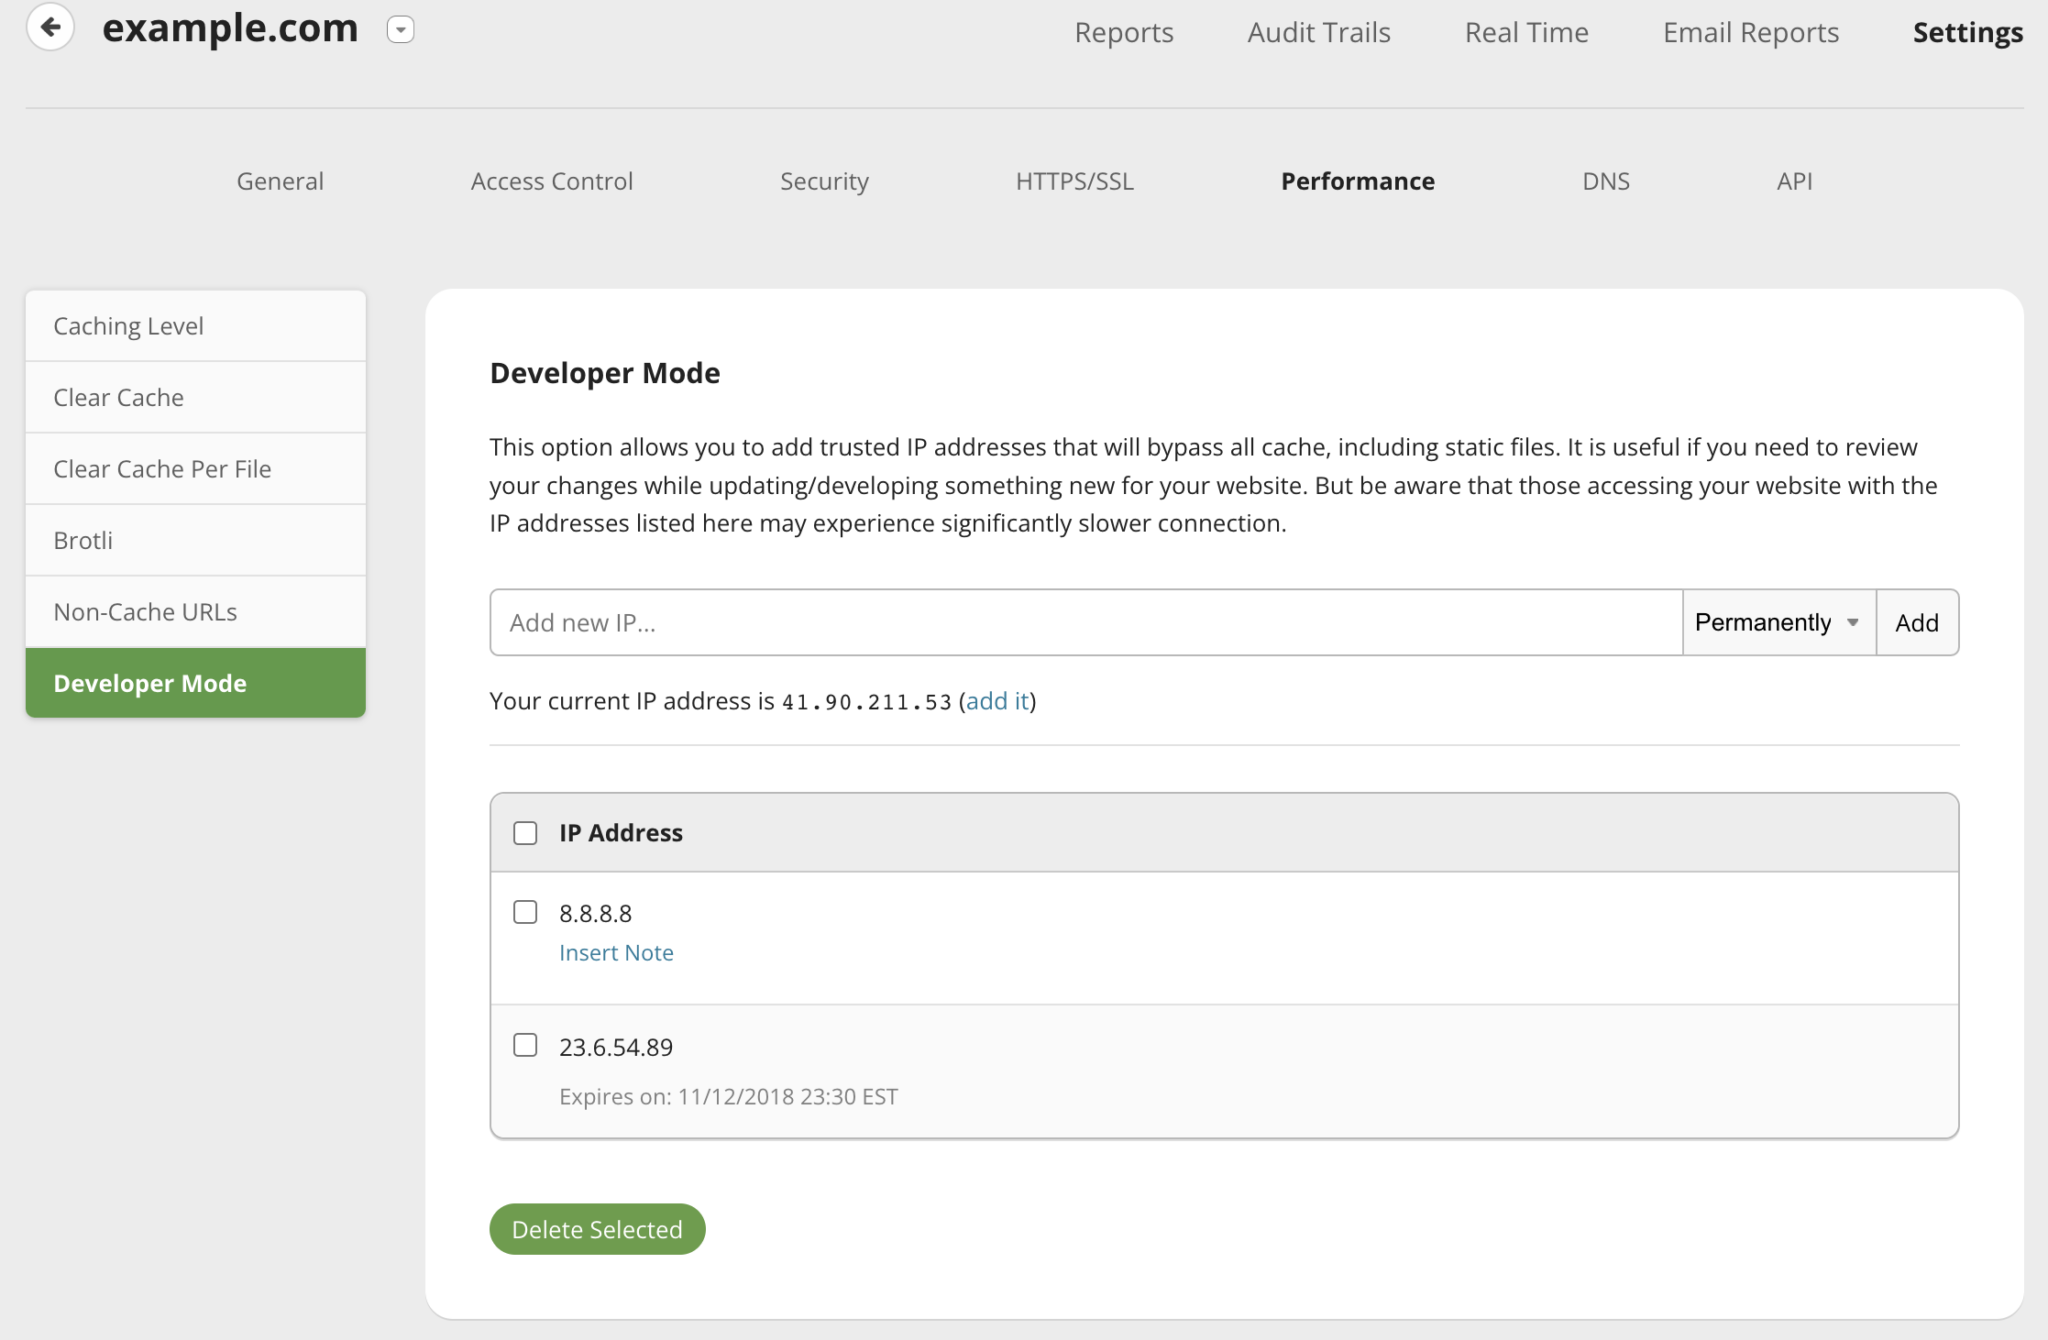 example.com
Reports
Audit Trails
Real Time
Email Reports
Settings
General
Access Control
Security
HTTPS/SSL
Performance
DNS
API
Caching Level
Clear Cache
Clear Cache Per File
Brotli
Non-Cache URLs
Developer Mode
Developer Mode
This option allows you to add trusted IP addresses that will bypass all cache, including static files. It is useful if you need to review
your changes while updating/developing something new for your website. But be aware that those accessing your website with the
IP addresses listed here may experience significantly slower connection.
Add new IP...
Permanently
Add
Your current IP address is 41.90.211.53 (add it)
IP Address
8.8.8.8
Insert Note
23.6.54.89
Expires on: 11/12/2018 23:30 EST
Delete Selected